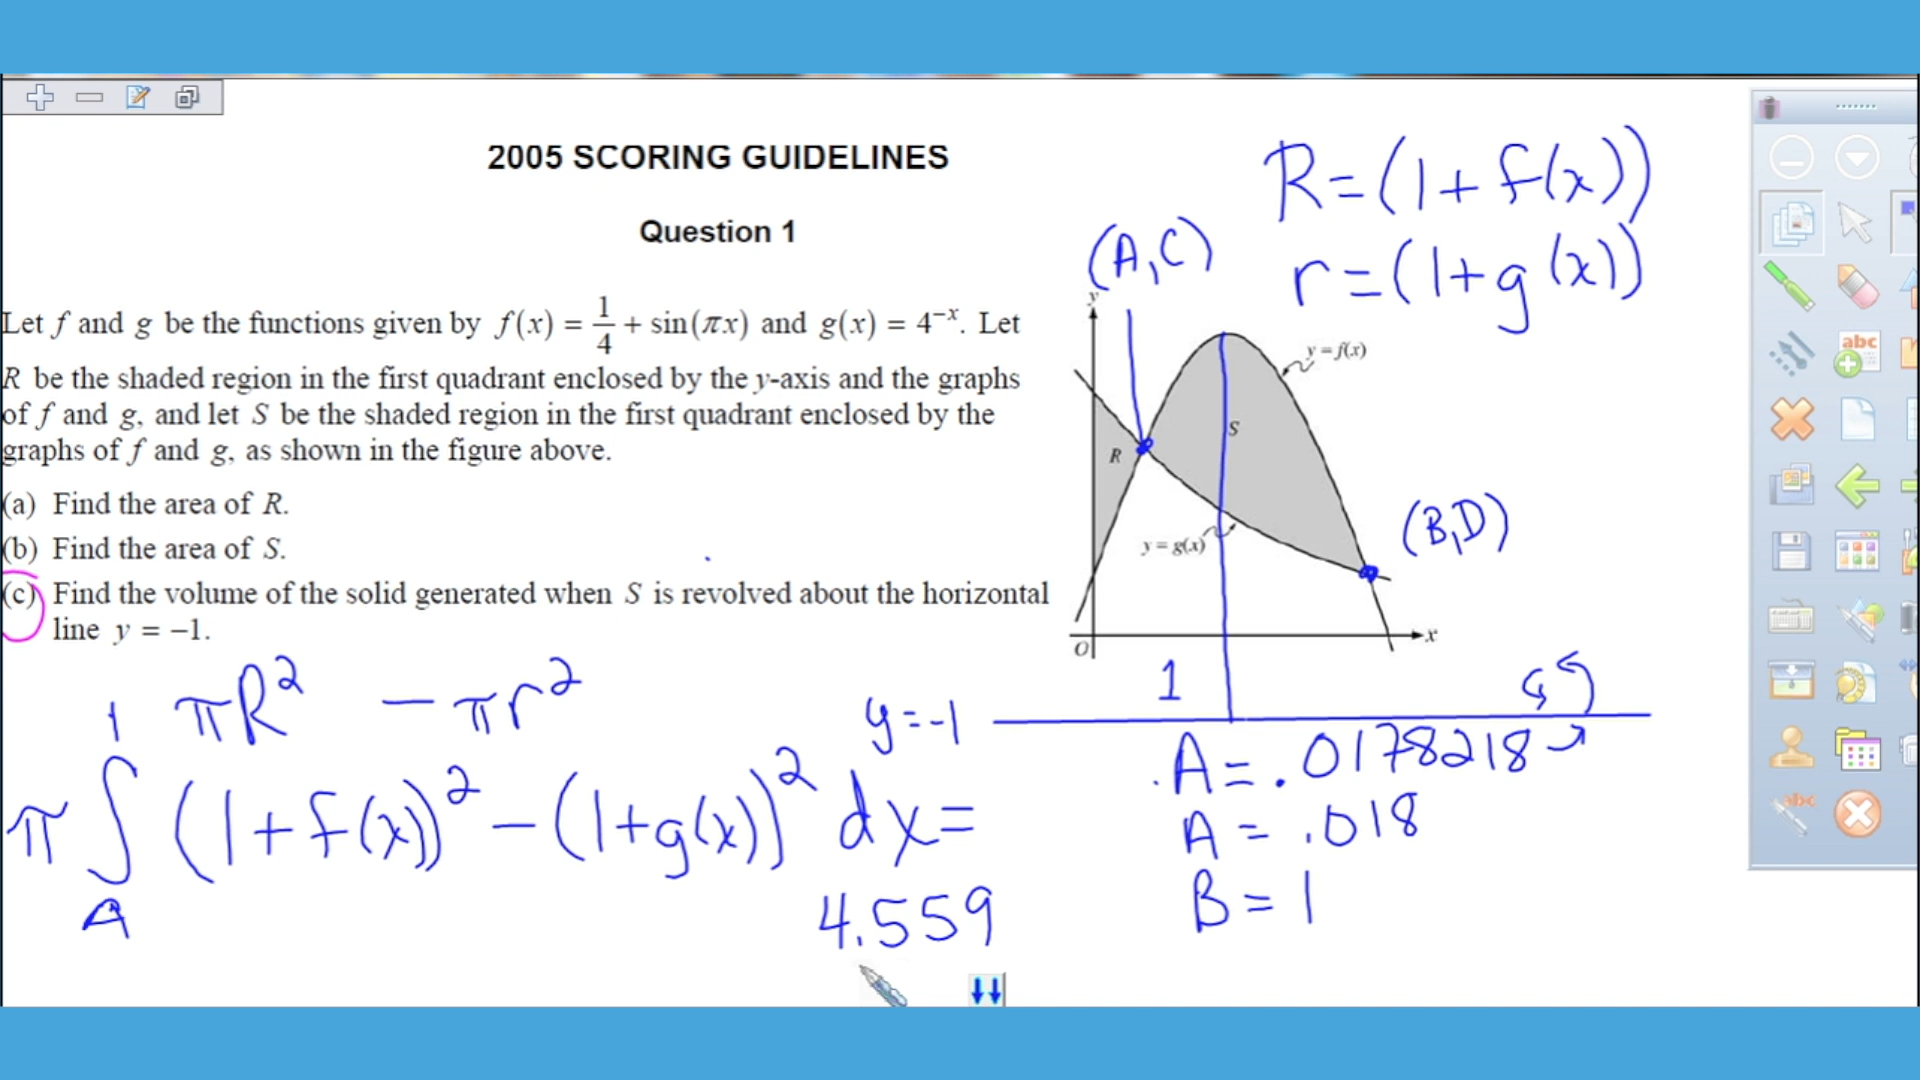 2005 SCORING GUIDELINES
Question 1
Let f and g be the functions given by f(x) = 1/4 + sin(πx) and g(x) = 4^−x. Let
R be the shaded region in the first quadrant enclosed by the y-axis and the graphs
of f and g, and let S be the shaded region in the first quadrant enclosed by the
graphs of f and g, as shown in the figure above.
(a) Find the area of R.
(b) Find the area of S.
(c) Find the volume of the solid generated when S is revolved about the horizontal
line y = −1.
R=(1+f(x))
r=(1+g(x))
(A,C)
y
y = f(x)
S
R
(B,D)
y = g(x)
O
x
1
y=-1
πR² − πr²
π ∫ 1 A (1+f(x))² − (1+g(x))² dx =
4.559
A=.0178218
A=.018
B=1
abc
abc